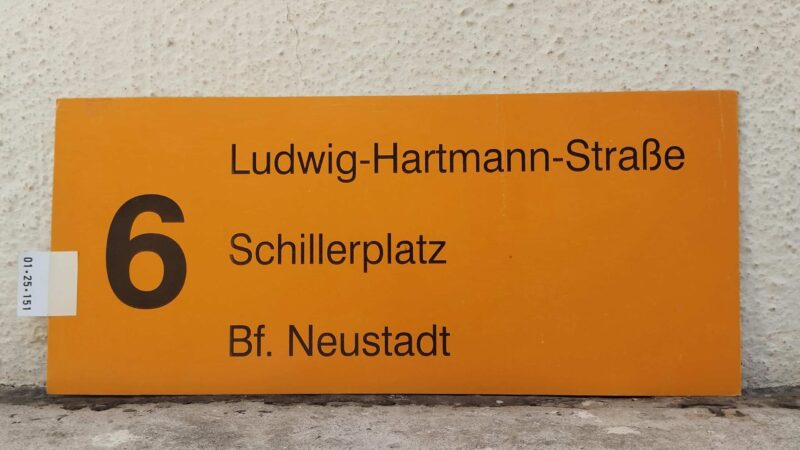 Ludwig-Hartmann-Straße
6
Schillerplatz
Bf. Neustadt
01-25-151